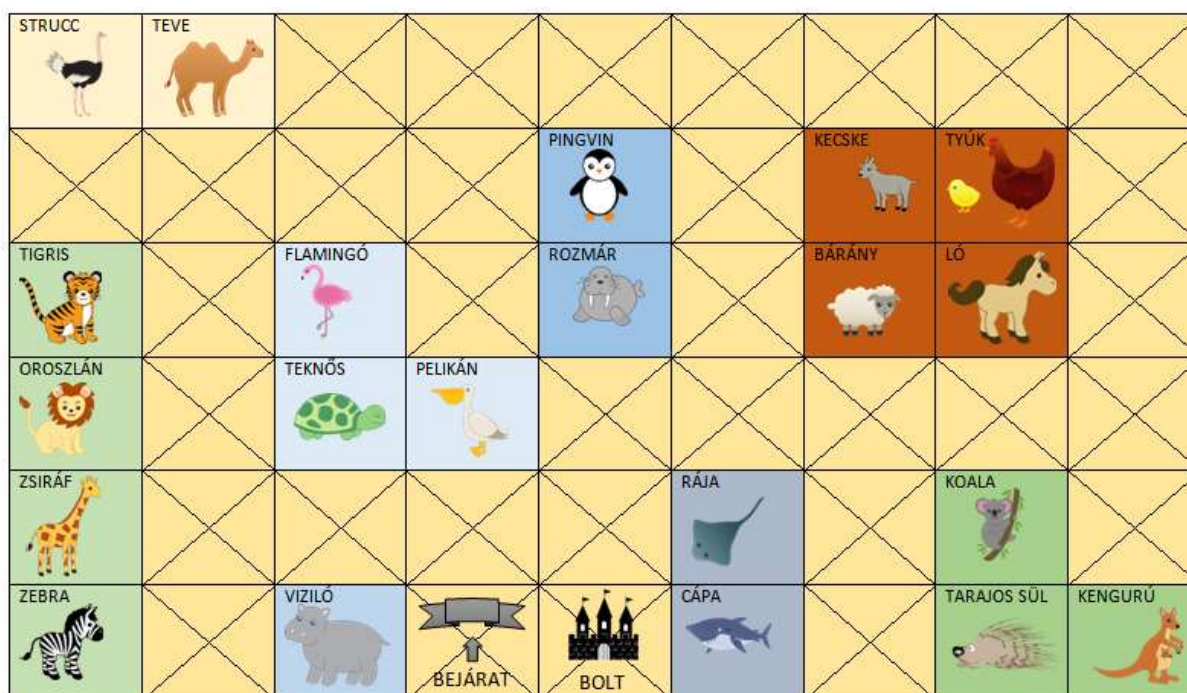 STRUCC TEVE
PINGVIN KECSKE TYÚK
TIGRIS FLAMINGÓ ROZMÁR BÁRÁNY LÓ
OROSZLÁN TEKNŐS PELIKÁN
ZSIRÁF RÁJA KOALA
ZEBRA VIZILÓ CÁPA TARAJOS SÜL KENGURÚ
BEJÁRAT BOLT